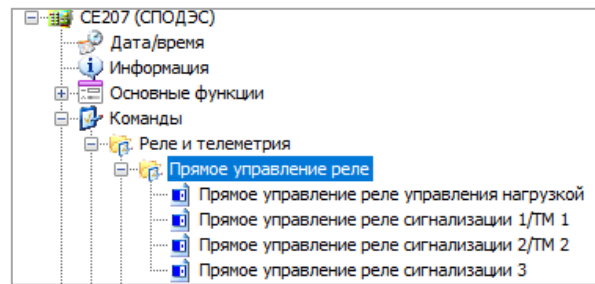 СЕ207 (СПОДЭС)
Дата/время
Информация
Основные функции
Команды
Реле и телеметрия
Прямое управление реле
Прямое управление реле управления нагрузкой
Прямое управление реле сигнализации 1/ТМ 1
Прямое управление реле сигнализации 2/ТМ 2
Прямое управление реле сигнализации 3